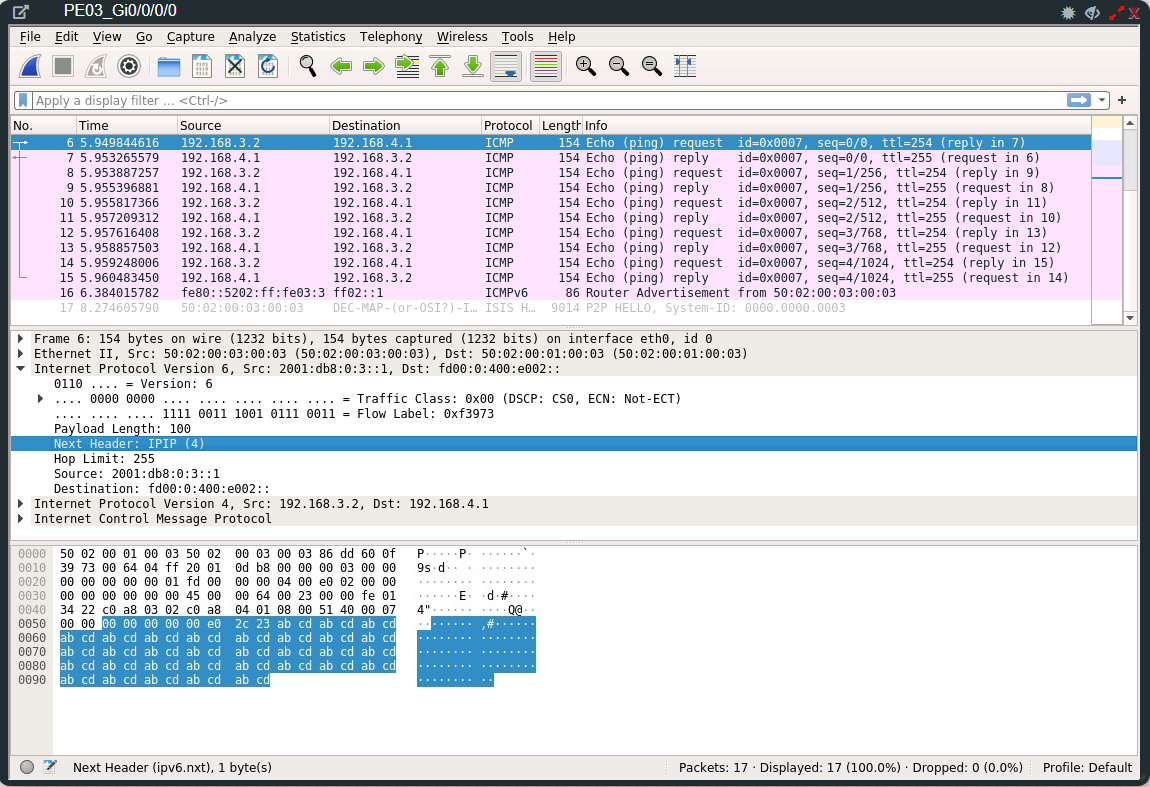 PE03_Gi0/0/0/0
File Edit View Go Capture Analyze Statistics Telephony Wireless Tools Help
Apply a display filter ... <Ctrl-/>
No. Time Source Destination Protocol Length Info
6 5.949844616 192.168.3.2 192.168.4.1 ICMP 154 Echo (ping) request id=0x0007, seq=0/0, ttl=254 (reply in 7)
7 5.953265579 192.168.4.1 192.168.3.2 ICMP 154 Echo (ping) reply id=0x0007, seq=0/0, ttl=255 (request in 6)
8 5.953887257 192.168.3.2 192.168.4.1 ICMP 154 Echo (ping) request id=0x0007, seq=1/256, ttl=254 (reply in 9)
9 5.955396881 192.168.4.1 192.168.3.2 ICMP 154 Echo (ping) reply id=0x0007, seq=1/256, ttl=255 (request in 8)
10 5.955817366 192.168.3.2 192.168.4.1 ICMP 154 Echo (ping) request id=0x0007, seq=2/512, ttl=254 (reply in 11)
11 5.957209312 192.168.4.1 192.168.3.2 ICMP 154 Echo (ping) reply id=0x0007, seq=2/512, ttl=255 (request in 10)
12 5.957616408 192.168.3.2 192.168.4.1 ICMP 154 Echo (ping) request id=0x0007, seq=3/768, ttl=254 (reply in 13)
13 5.958857503 192.168.4.1 192.168.3.2 ICMP 154 Echo (ping) reply id=0x0007, seq=3/768, ttl=255 (request in 12)
14 5.959248006 192.168.3.2 192.168.4.1 ICMP 154 Echo (ping) request id=0x0007, seq=4/1024, ttl=254 (reply in 15)
15 5.960483450 192.168.4.1 192.168.3.2 ICMP 154 Echo (ping) reply id=0x0007, seq=4/1024, ttl=255 (request in 14)
16 6.384015782 fe80::5202:ff:fe03:3 ff02::1 ICMPv6 86 Router Advertisement from 50:02:00:03:00:03
17 8.274605790 50:02:00:03:00:03 DEC-MAP-(or-OSI?)-I… ISIS H… 9014 P2P HELLO, System-ID: 0000.0000.0003
Frame 6: 154 bytes on wire (1232 bits), 154 bytes captured (1232 bits) on interface eth0, id 0
Ethernet II, Src: 50:02:00:03:00:03 (50:02:00:03:00:03), Dst: 50:02:00:01:00:03 (50:02:00:01:00:03)
Internet Protocol Version 6, Src: 2001:db8:0:3::1, Dst: fd00:0:400:e002::
0110 .... = Version: 6
.... 0000 0000 .... .... .... .... .... = Traffic Class: 0x00 (DSCP: CS0, ECN: Not-ECT)
.... .... .... 1111 0011 1001 0111 0011 = Flow Label: 0xf3973
Payload Length: 100
Next Header: IPIP (4)
Hop Limit: 255
Source: 2001:db8:0:3::1
Destination: fd00:0:400:e002::
Internet Protocol Version 4, Src: 192.168.3.2, Dst: 192.168.4.1
Internet Control Message Protocol
0000 50 02 00 01 00 03 50 02 00 03 00 03 86 dd 60 0f P·····P· ······`·
0010 39 73 00 64 04 ff 20 01 0d b8 00 00 00 03 00 00 9s·d·· · ········
0020 00 00 00 00 00 01 fd 00 00 00 04 00 e0 02 00 00 ········ ········
0030 00 00 00 00 00 00 45 00 00 64 00 23 00 00 fe 01 ······E· ·d·#····
0040 34 22 c0 a8 03 02 c0 a8 04 01 08 00 51 40 00 07 4"······ ····Q@··
0050 00 00 00 00 00 00 00 e0 2c 23 ab cd ab cd ab cd ········ ,#······
0060 ab cd ab cd ab cd ab cd ab cd ab cd ab cd ab cd ········ ········
0070 ab cd ab cd ab cd ab cd ab cd ab cd ab cd ab cd ········ ········
0080 ab cd ab cd ab cd ab cd ab cd ab cd ab cd ab cd ········ ········
0090 ab cd ab cd ab cd ab cd ab cd ········ ··
Next Header (ipv6.nxt), 1 byte(s) Packets: 17 · Displayed: 17 (100.0%) · Dropped: 0 (0.0%) Profile: Default